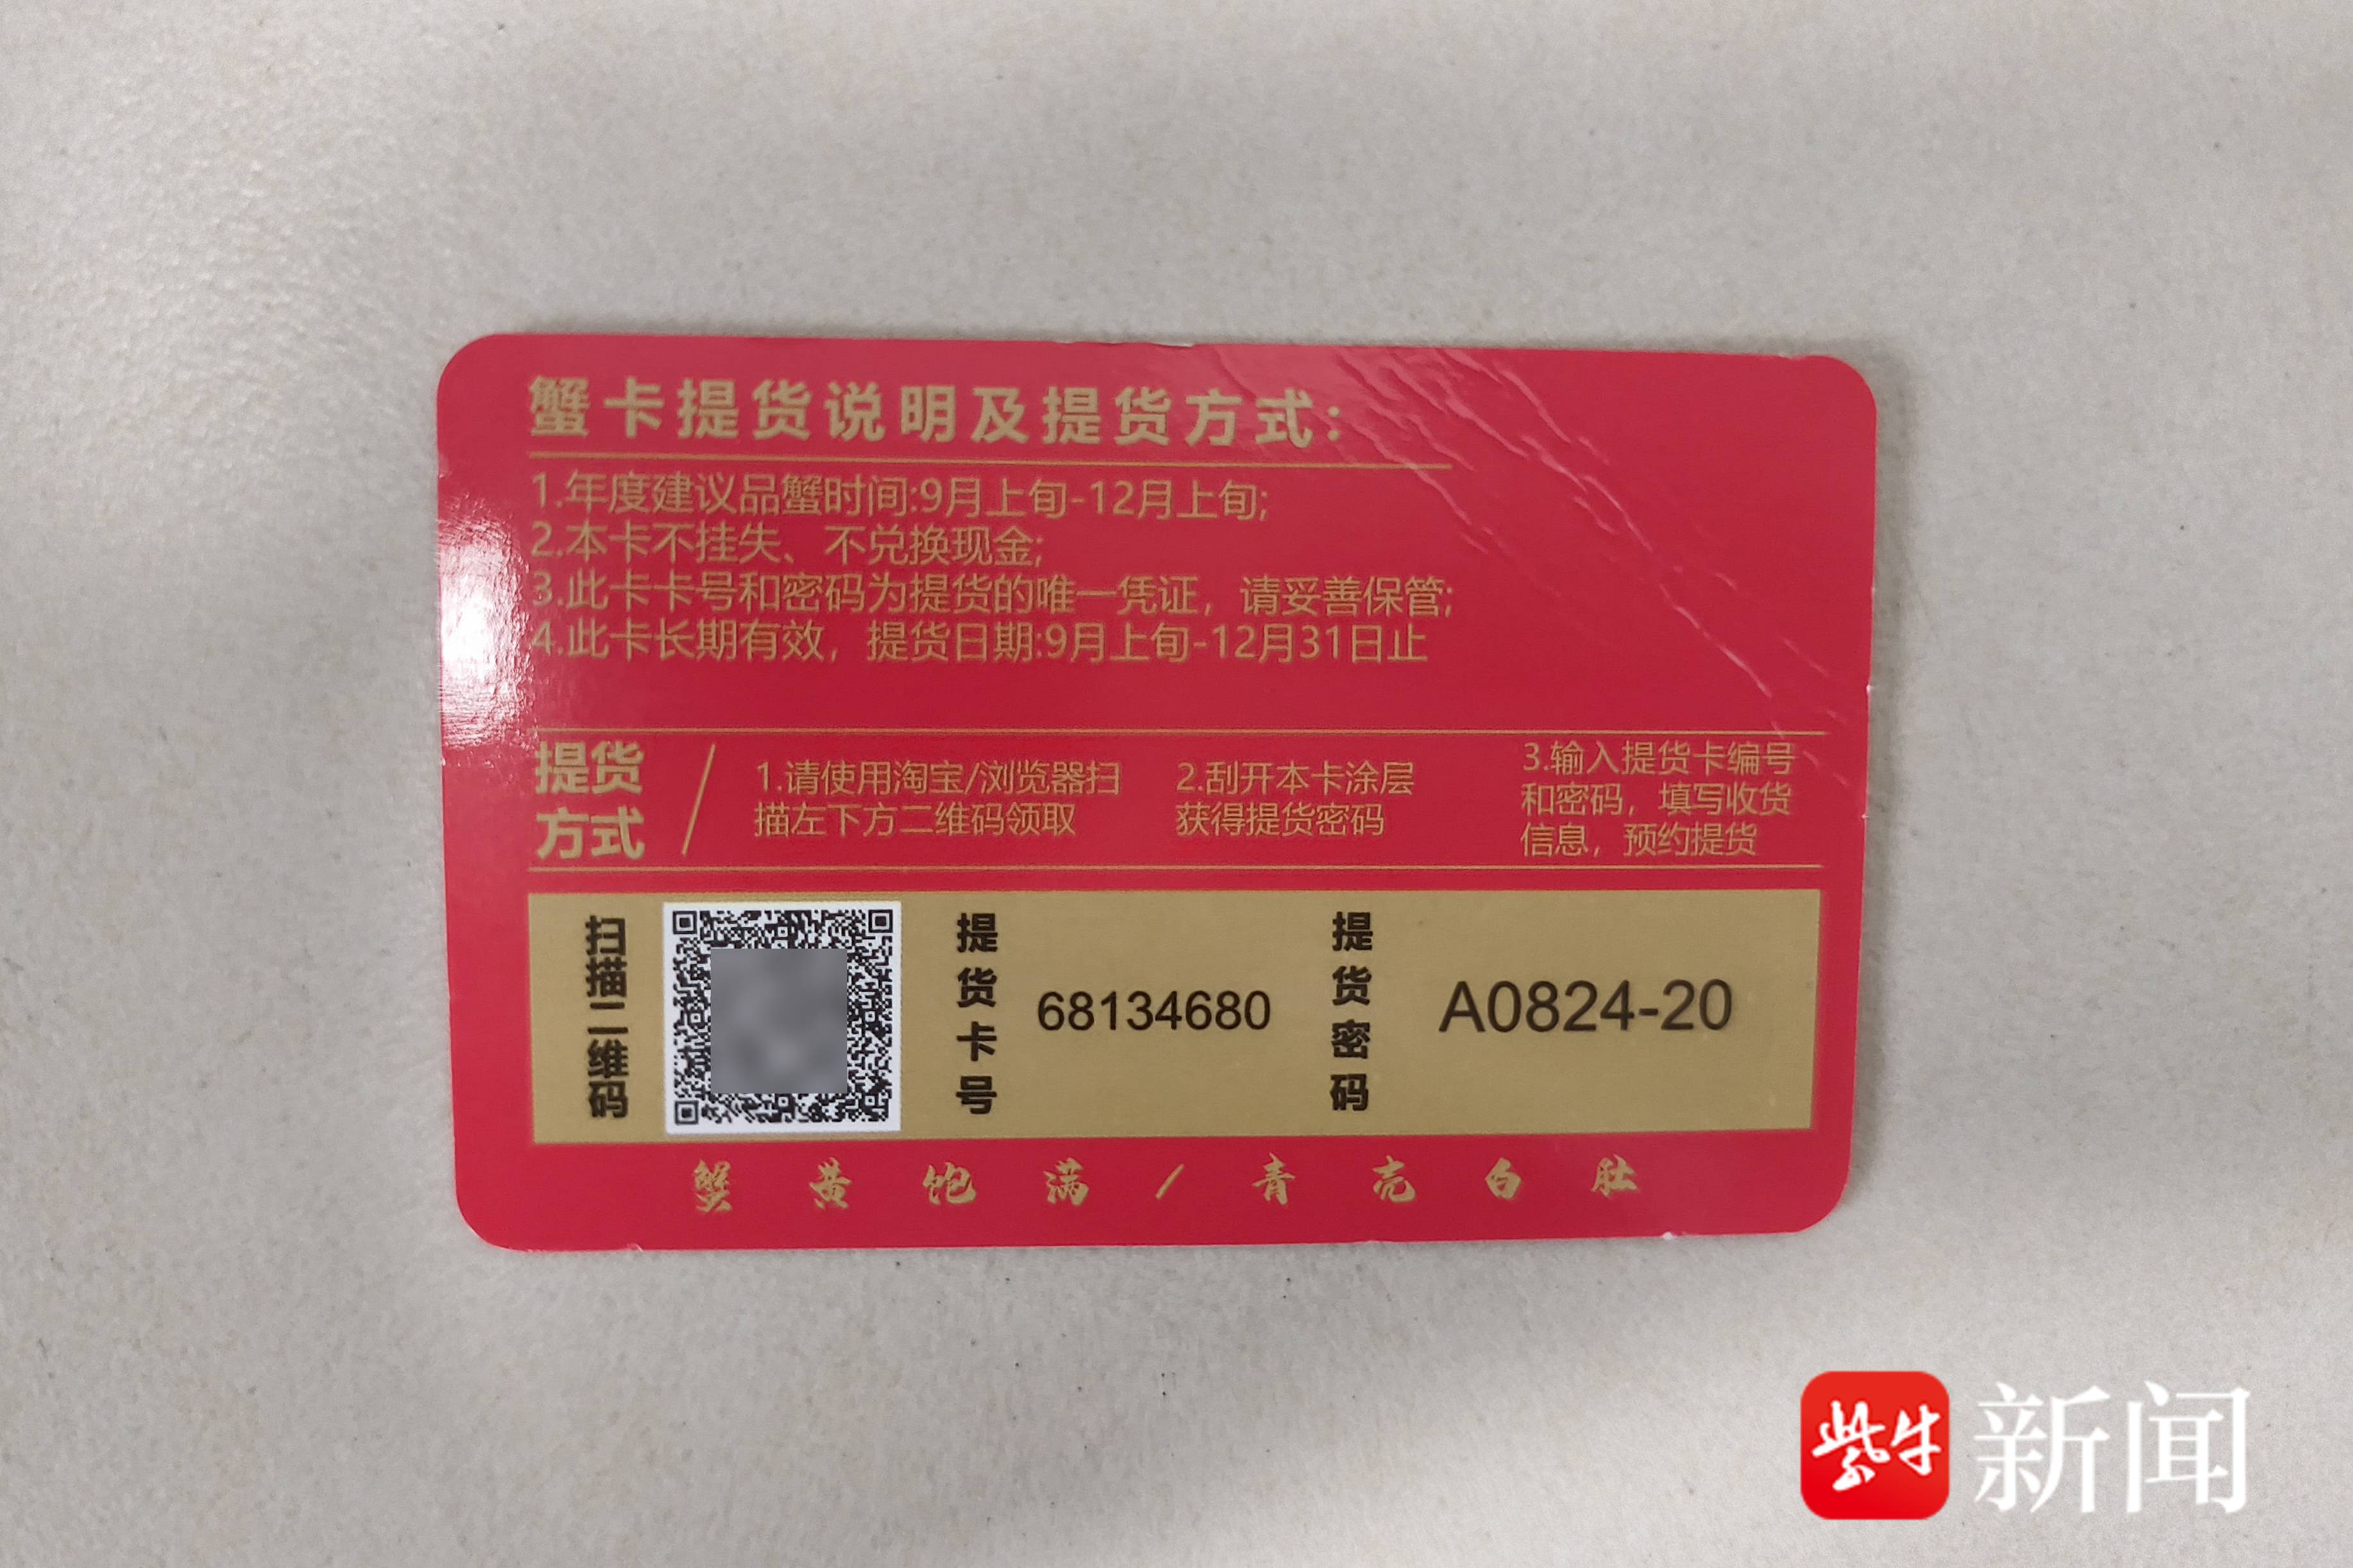 蟹卡提货说明及提货方式：
1.年度建议品蟹时间:9月上旬-12月上旬;
2.本卡不挂失、不兑换现金;
3.此卡卡号和密码为提货的唯一凭证，请妥善保管;
4.此卡长期有效，提货日期:9月上旬-12月31日止
提货
方式
1.请使用淘宝/浏览器扫
描左下方二维码领取
2.刮开本卡涂层
获得提货密码
3.输入提货卡编号
和密码，填写收货
信息，预约提货
扫描二维码
提货卡号
68134680
提货密码
A0824-20
蟹黄饱满/青壳白肚
紫牛新闻